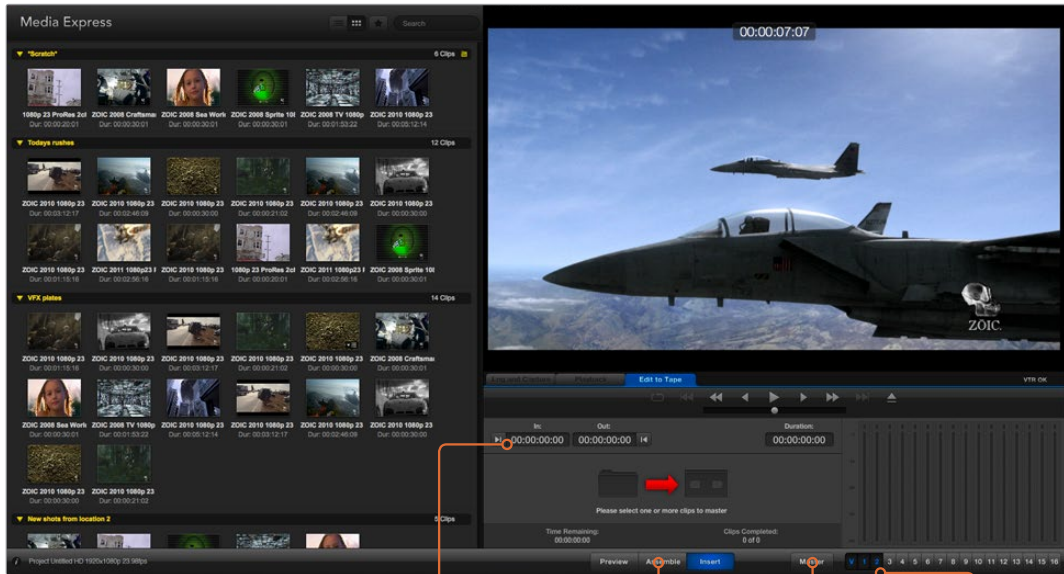 Media Express
Search
00:00:07:07
"Scratch"
6 Clips
1080p 23 ProRes 2cl
ZOIC 2008 Craftsma
ZOIC 2008 Sea Work
ZOIC 2008 Sprite 10
ZOIC 2008 TV 1080p
ZOIC 2010 1080p 23
Dur: 00:00:20:01
Dur: 00:00:30:01
Dur: 00:00:30:01
Dur: 00:00:30:01
Dur: 00:01:53:22
Dur: 00:05:12:14
Todays rushes
12 Clips
ZOIC 2010 1080p 23
ZOIC 2010 1080p 23
ZOIC 2010 1080p 23
ZOIC 2010 1080p 23
ZOIC 2010 1080p 23
ZOIC 2010 1080p 23
Dur: 00:03:12:17
Dur: 00:02:46:09
Dur: 00:00:30:00
Dur: 00:00:21:02
Dur: 00:02:46:09
Dur: 00:00:30:00
ZOIC 2010 1080p 23
ZOIC 2011 1080p23 F
ZOIC 2010 1080p 23
1080p 23 ProRes 2cl
ZOIC 2011 1080p23 F
ZOIC 2008 Sprite 10
Dur: 00:01:15:16
Dur: 00:02:56:16
Dur: 00:01:15:16
Dur: 00:00:20:01
Dur: 00:02:56:16
Dur: 00:00:30:01
VFX plates
14 Clips
ZOIC 2010 1080p 23
ZOIC 2010 1080p 23
ZOIC 2010 1080p 23
ZOIC 2010 1080p 23
ZOIC 2010 1080p 23
ZOIC 2008 Craftsma
Dur: 00:01:15:16
Dur: 00:00:30:00
Dur: 00:03:12:17
Dur: 00:00:21:02
Dur: 00:00:30:00
Dur: 00:00:30:01
ZOIC 2008 Sea Work
ZOIC 2008 TV 1080p
ZOIC 2010 1080p 23
ZOIC 2010 1080p 23
ZOIC 2010 1080p 23
ZOIC 2010 1080p 23
Dur: 00:00:30:01
Dur: 00:01:53:22
Dur: 00:05:12:14
Dur: 00:03:12:17
Dur: 00:02:46:09
Dur: 00:00:30:00
ZOIC 2010 1080p 23
ZOIC 2010 1080p 23
Dur: 00:00:30:00
Dur: 00:00:21:02
New shots from location 2
5 Clips
Project Untitled HD 1920x1080p 23.98fps
ZOIC.
Log and Capture
Playback
Edit to Tape
VTR OK
In:
Out:
Duration:
00:00:00:00
00:00:00:00
00:00:00:00
Please select one or more clips to master
Time Remaining:
Clips Completed:
00:00:00:00
0 of 0
Preview
Assemble
Insert
Master
V 1 2 3 4 5 6 7 8 9 10 11 12 13 14 15 16